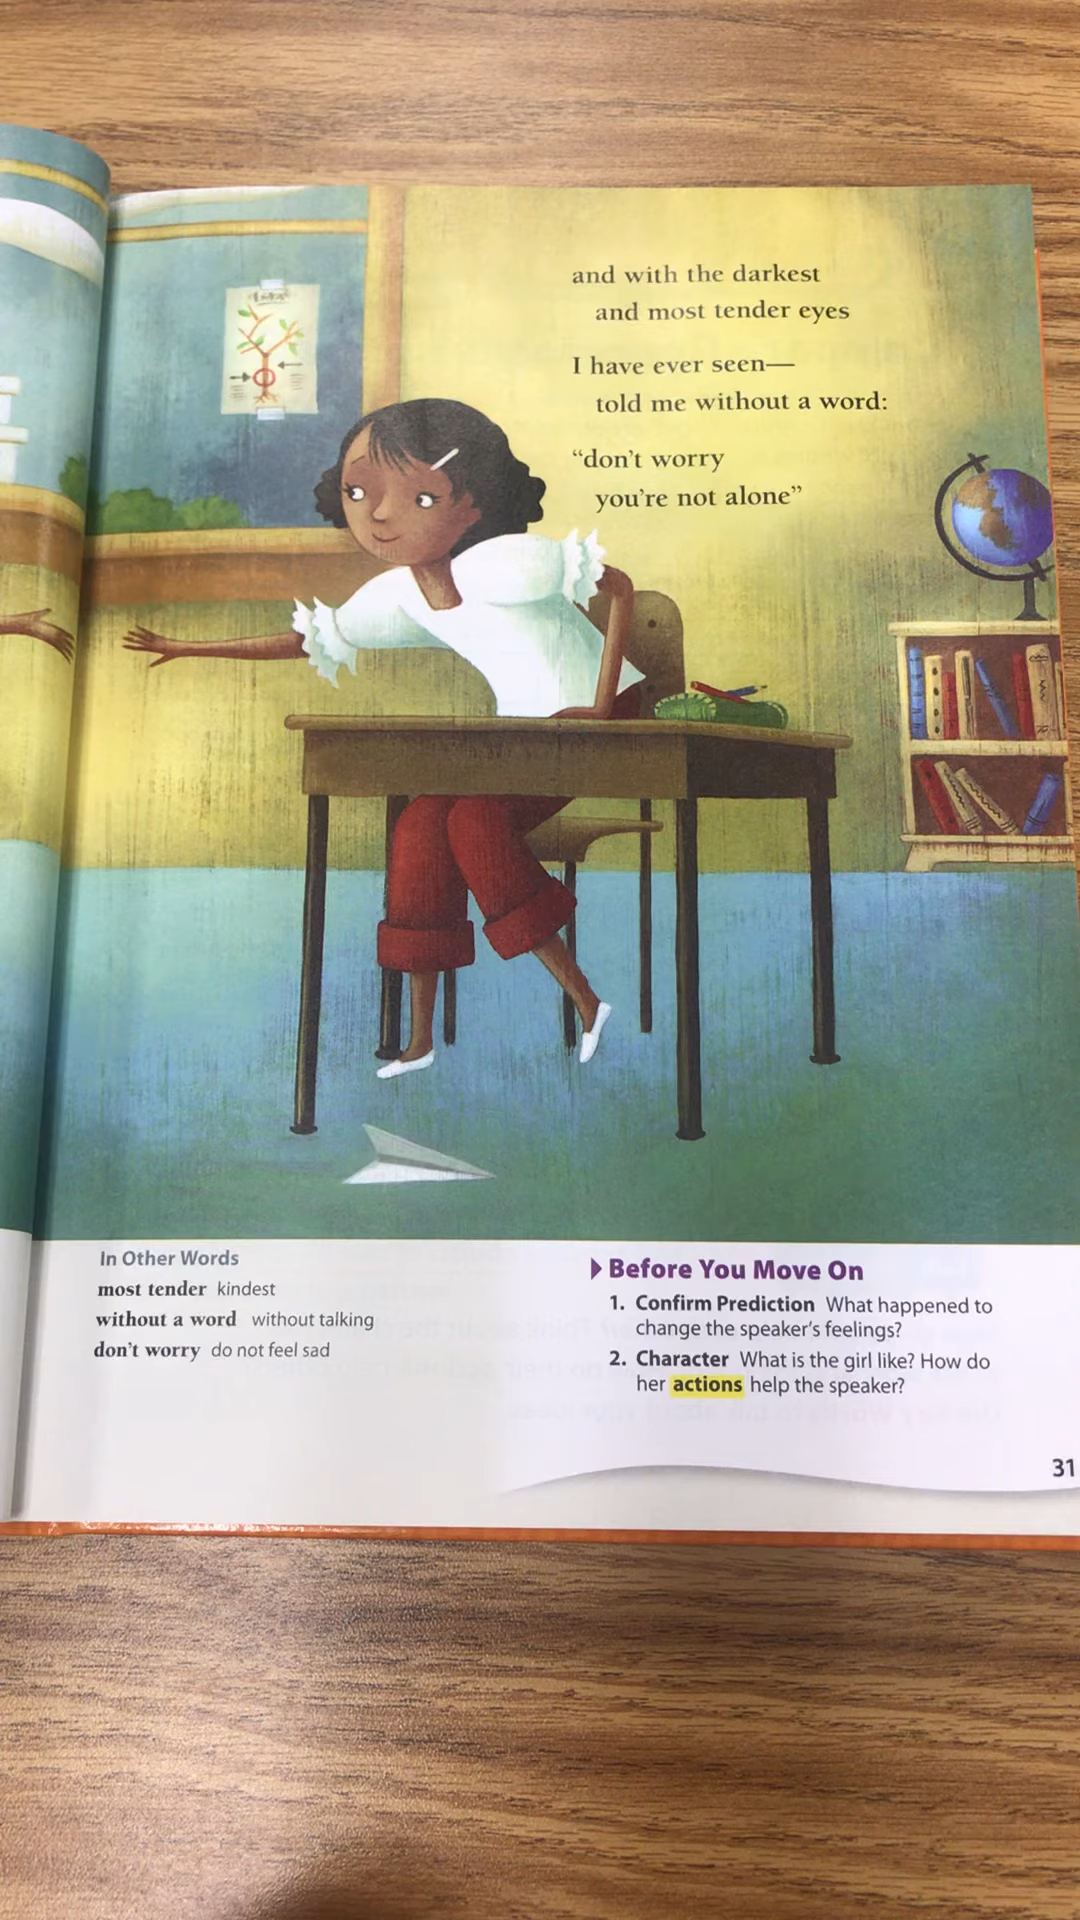 and with the darkest
and most tender eyes
I have ever seen—
told me without a word:
“don’t worry
you’re not alone”
In Other Words
most tender kindest
without a word without talking
don’t worry do not feel sad
Before You Move On
1. Confirm Prediction What happened to
change the speaker’s feelings?
2. Character What is the girl like? How do
her actions help the speaker?
31